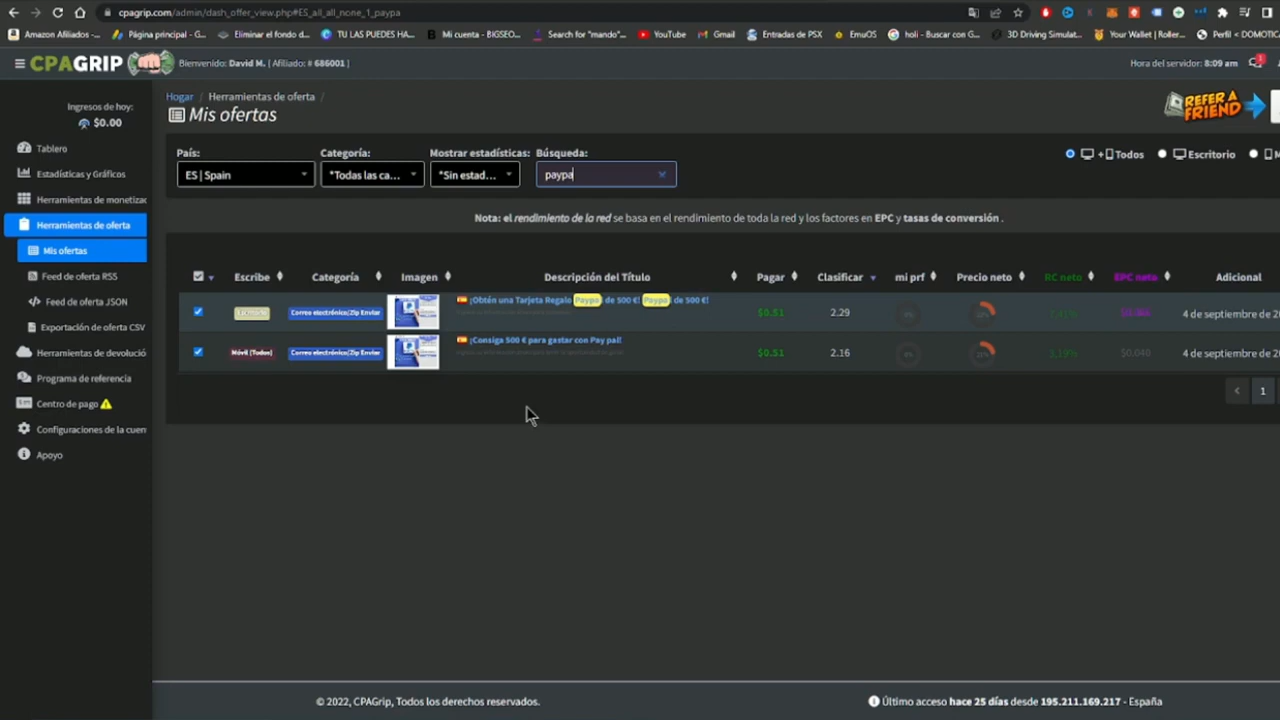 cpagrip.com/admin/dash_offer_view.php#ES_all_all_none_1_paypa
Amazon Afiliados -... Página principal - G... Eliminar el fondo d... TU LAS PUEDES HA... Mi cuenta - BIGSEO... Search for "mando"... YouTube Gmail Entradas de PSX EmuOS holi - Buscar con G... 3D Driving Simulat... Your Wallet | Roller... Perfil < DOMOTIC
CPAGRIP Bienvenido: David M. | Afiliado: # 686001 | Hora del servidor: 8:09 am
Hogar / Herramientas de oferta /
Mis ofertas
REFER A FRIEND
Ingresos de hoy:
$0.00
Tablero
Estadísticas y Gráficos
Herramientas de monetizac
Herramientas de oferta
Mis ofertas
Feed de oferta RSS
Feed de oferta JSON
Exportación de oferta CSV
Herramientas de devolució
Programa de referencia
Centro de pago
Configuraciones de la cuen
Apoyo
País: Categoría: Mostrar estadísticas: Búsqueda:
ES | Spain *Todas las ca... *Sin estad... paypa
+ Todos Escritorio M
Nota: el rendimiento de la red se basa en el rendimiento de toda la red y los factores en EPC y tasas de conversión .
Escribe Categoría Imagen Descripción del Título Pagar Clasificar mi prf Precio neto RC neto EPC neto Adicional
Correo electrónico/Zip Enviar ¡Obtén una Tarjeta Regalo Paypal de 500 €! Paypal de 500 €! $0.51 2.29 4 de septiembre de 20
Móvil (Todos) Correo electrónico/Zip Enviar ¡Consiga 500 € para gastar con Pay pal! $0.51 2.16 3,19% $0.040 4 de septiembre de 20
1
© 2022, CPAGrip, Todos los derechos reservados.
Último acceso hace 25 días desde 195.211.169.217 - España